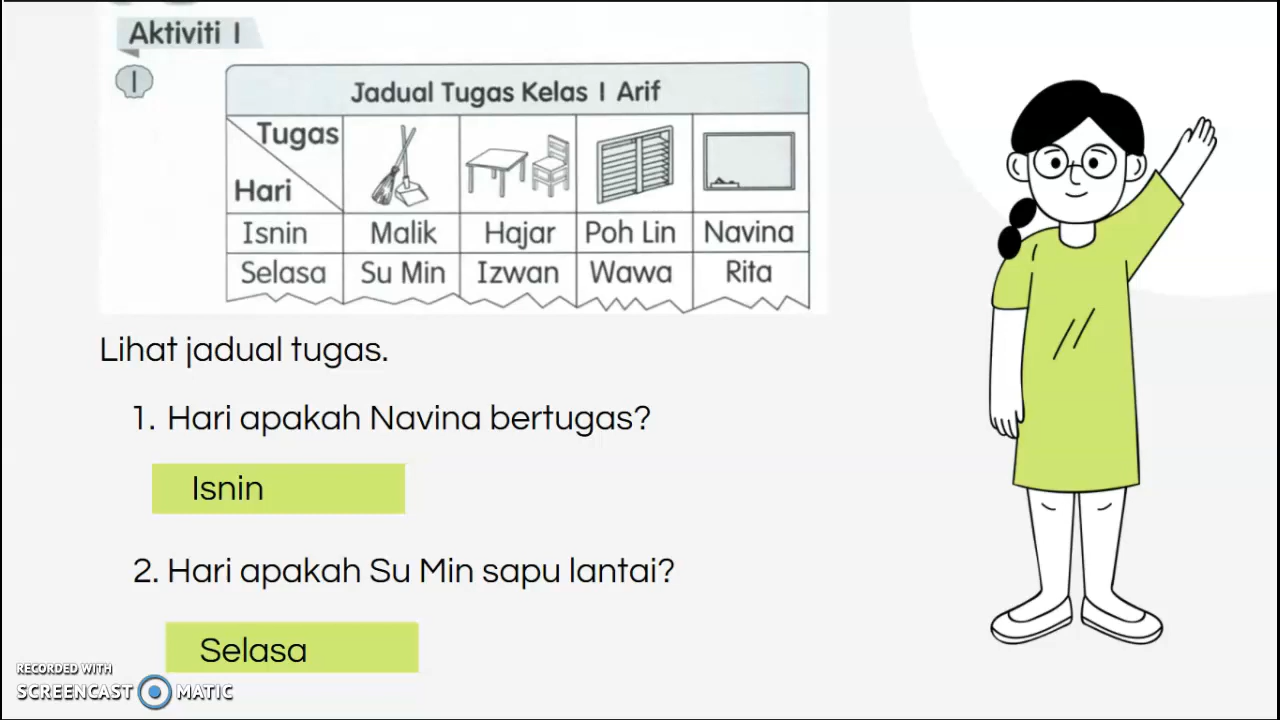 Aktiviti 1
1
Jadual Tugas Kelas 1 Arif
Tugas
Hari
Isnin Malik Hajar Poh Lin Navina
Selasa Su Min Izwan Wawa Rita
Lihat jadual tugas.
1. Hari apakah Navina bertugas?
Isnin
2. Hari apakah Su Min sapu lantai?
Selasa
RECORDED WITH
SCREENCAST MATIC